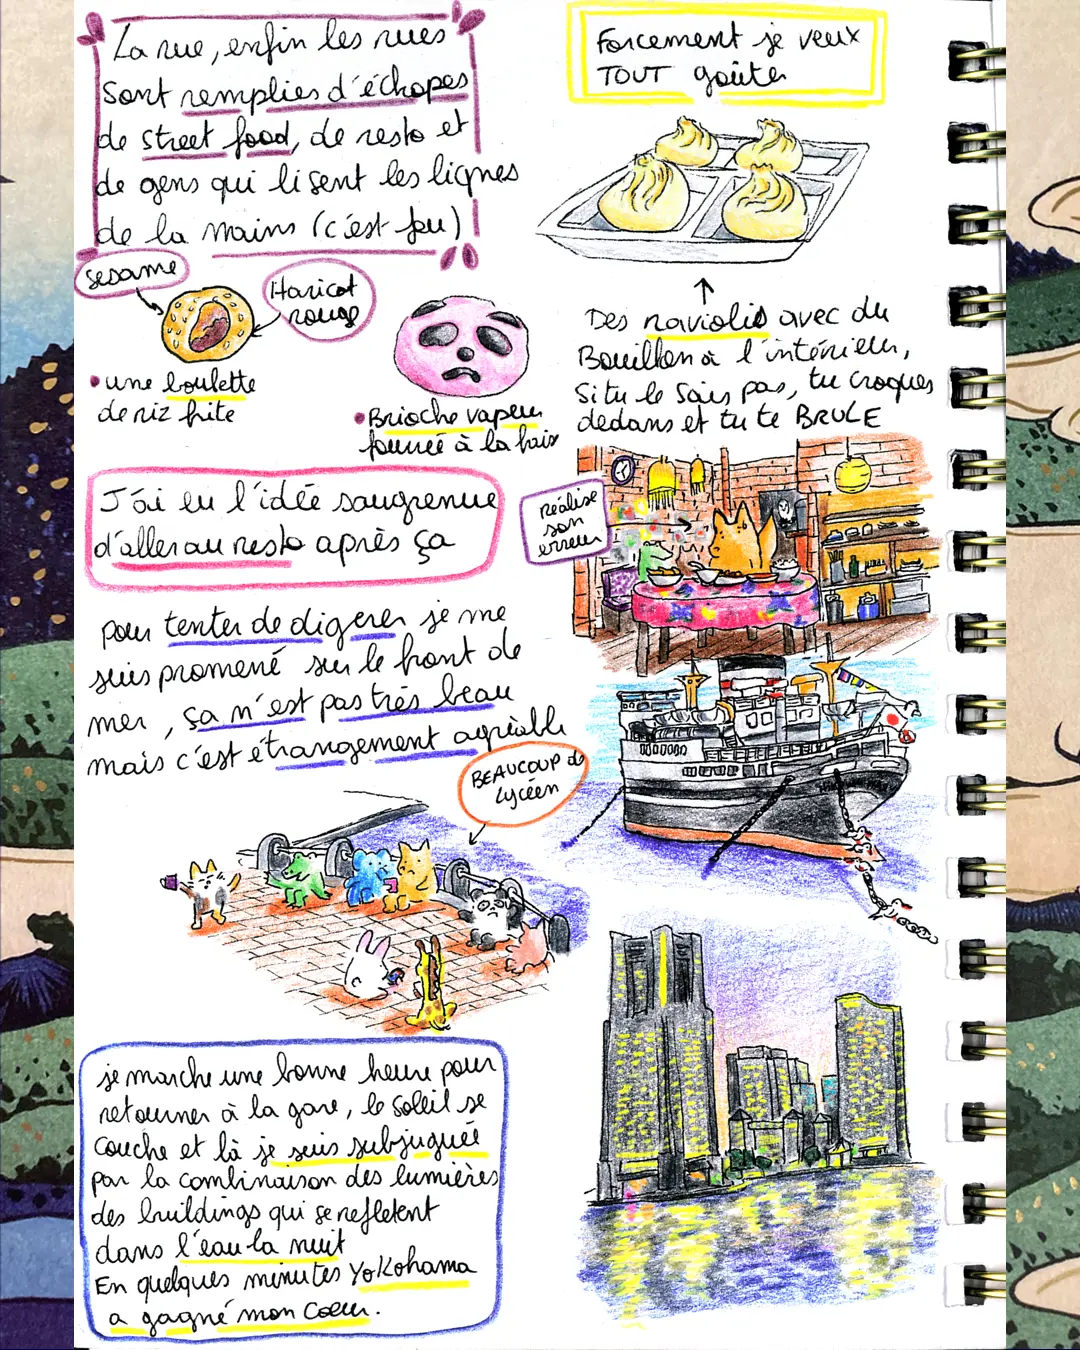 La rue, enfin les rues
Sont remplies d'échopes
de street food, de resto et
de gens qui lisent les lignes
de la mains (c'est fou)
Forcement je veux
TOUT goûter
Sesame
Haricot
rouge
• une boulette
de riz frite
• Brioche vapeur
fourrée à la haix
Des raviolis avec du
Bouillon à l'intérieur,
Si tu le sais pas, tu croques
dedans et tu te BRULE
J'ai eu l'idée saugrenue
d'aller au resto après ça
réalise
son
erreur
pour tenter de digerer je me
suis promené sur le front de
mer, ça n'est pas très beau
mais c'est étrangement agréable
BEAUCOUP de
Lycéen
je marche une bonne heure pour
retourner à la gare, le soleil se
couche et là je suis subjuguée
par la combinaison des lumières
des buildings qui se refletent
dans l'eau la nuit
En quelques minutes Yokohama
a gagné mon coeur.